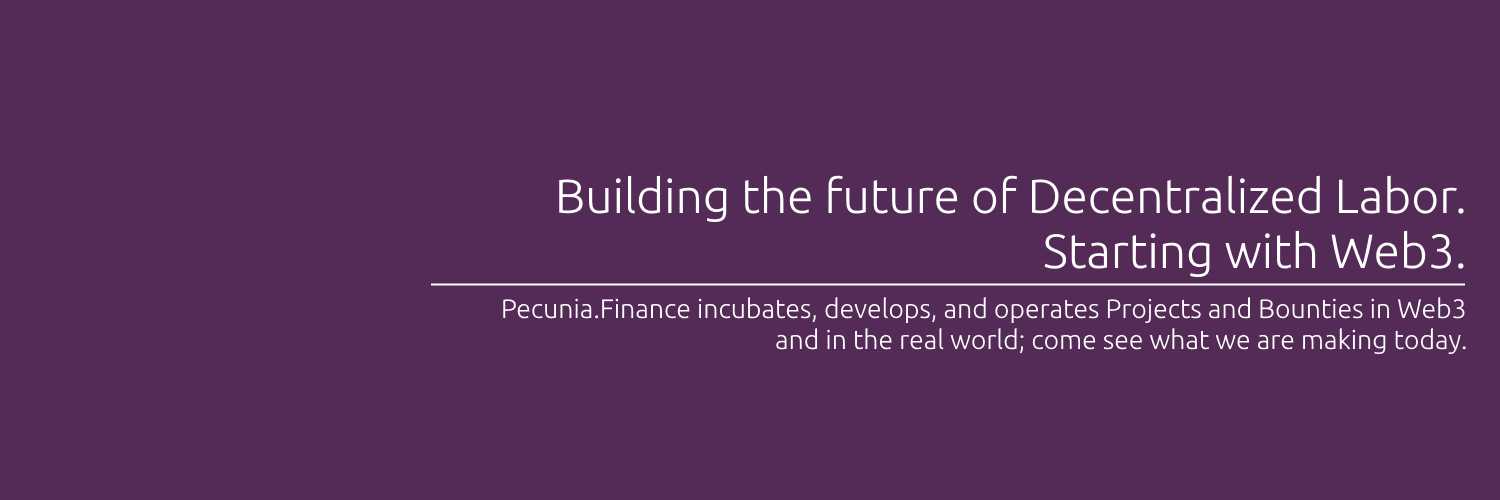 Building the future of Decentralized Labor.
Starting with Web3.
Pecunia.Finance incubates, develops, and operates Projects and Bounties in Web3
and in the real world; come see what we are making today.